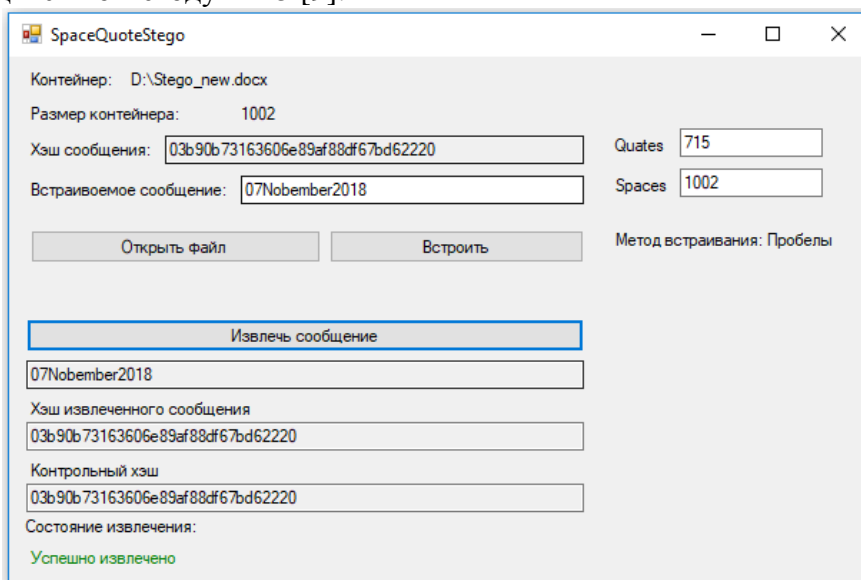 SpaceQuoteStego
Контейнер: D:\Stego_new.docx
Размер контейнера: 1002
Хэш сообщения: 03b90b73163606e89af88df67bd62220
Quates 715
Встраивоемое сообщение: 07Nobember2018
Spaces 1002
Открыть файл
Встроить
Метод встраивания: Пробелы
Извлечь сообщение
07Nobember2018
Хэш извлеченного сообщения
03b90b73163606e89af88df67bd62220
Контрольный хэш
03b90b73163606e89af88df67bd62220
Состояние извлечения:
Успешно извлечено